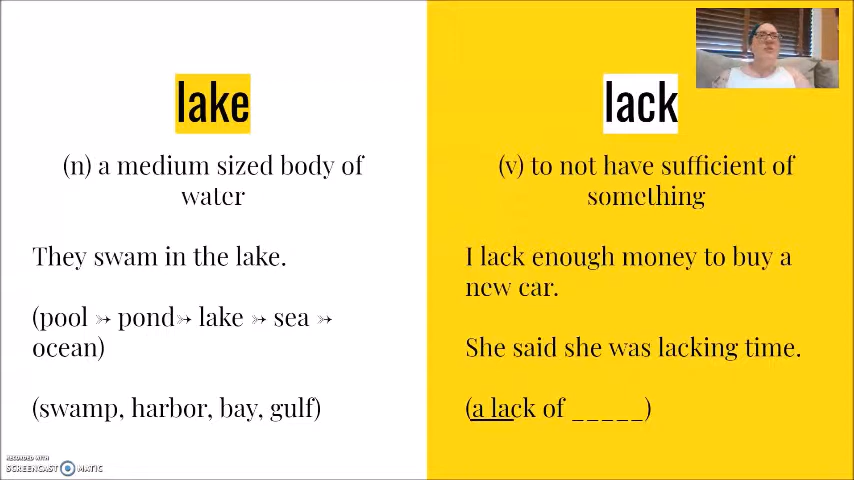 lake
(n) a medium sized body of
water
They swam in the lake.
(pool ➳ pond➳ lake ➳ sea ➳
ocean)
(swamp, harbor, bay, gulf)
lack
(v) to not have sufficient of
something
I lack enough money to buy a
new car.
She said she was lacking time.
(a lack of _____)
RECORDED WITH
SCREENCAST MATIC